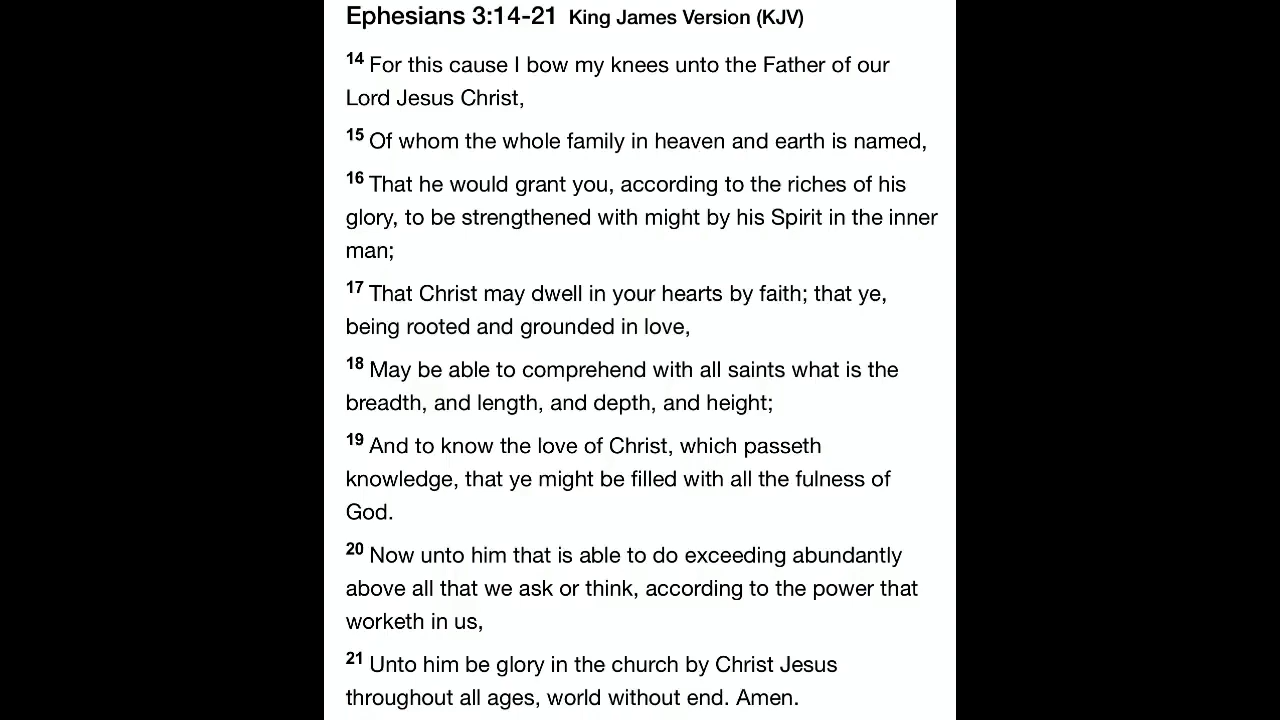 Ephesians 3:14-21 King James Version (KJV)
14 For this cause I bow my knees unto the Father of our
Lord Jesus Christ,
15 Of whom the whole family in heaven and earth is named,
16 That he would grant you, according to the riches of his
glory, to be strengthened with might by his Spirit in the inner
man;
17 That Christ may dwell in your hearts by faith; that ye,
being rooted and grounded in love,
18 May be able to comprehend with all saints what is the
breadth, and length, and depth, and height;
19 And to know the love of Christ, which passeth
knowledge, that ye might be filled with all the fulness of
God.
20 Now unto him that is able to do exceeding abundantly
above all that we ask or think, according to the power that
worketh in us,
21 Unto him be glory in the church by Christ Jesus
throughout all ages, world without end. Amen.